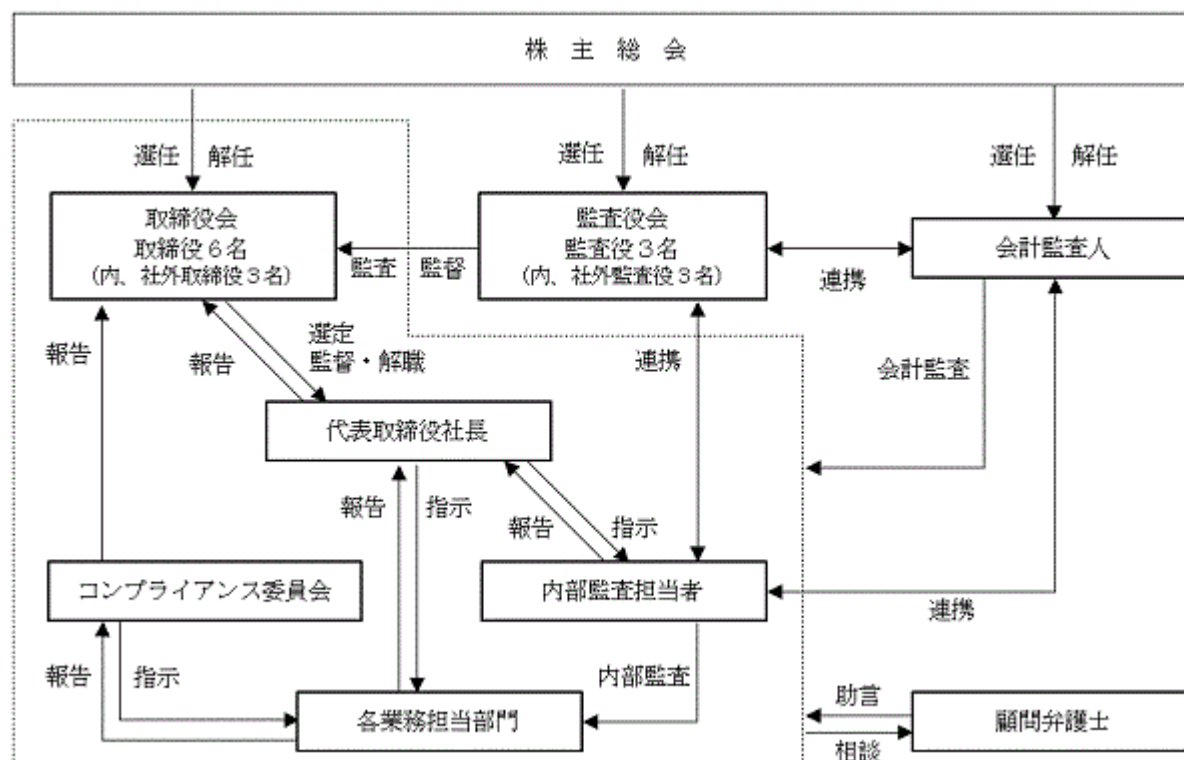 株 主 総 会
選任 解任
選任 解任
選任 解任
取締役会
取締役６名
（内、社外取締役３名）
監査 監督
監査役会
監査役３名
（内、社外監査役３名）
連携
会計監査人
報告
報告
選定
監督・解職
連携
会計監査
代表取締役社長
報告 指示
報告 指示
コンプライアンス委員会
内部監査担当者
連携
報告 指示
内部監査
各業務担当部門
助言
相談
顧問弁護士